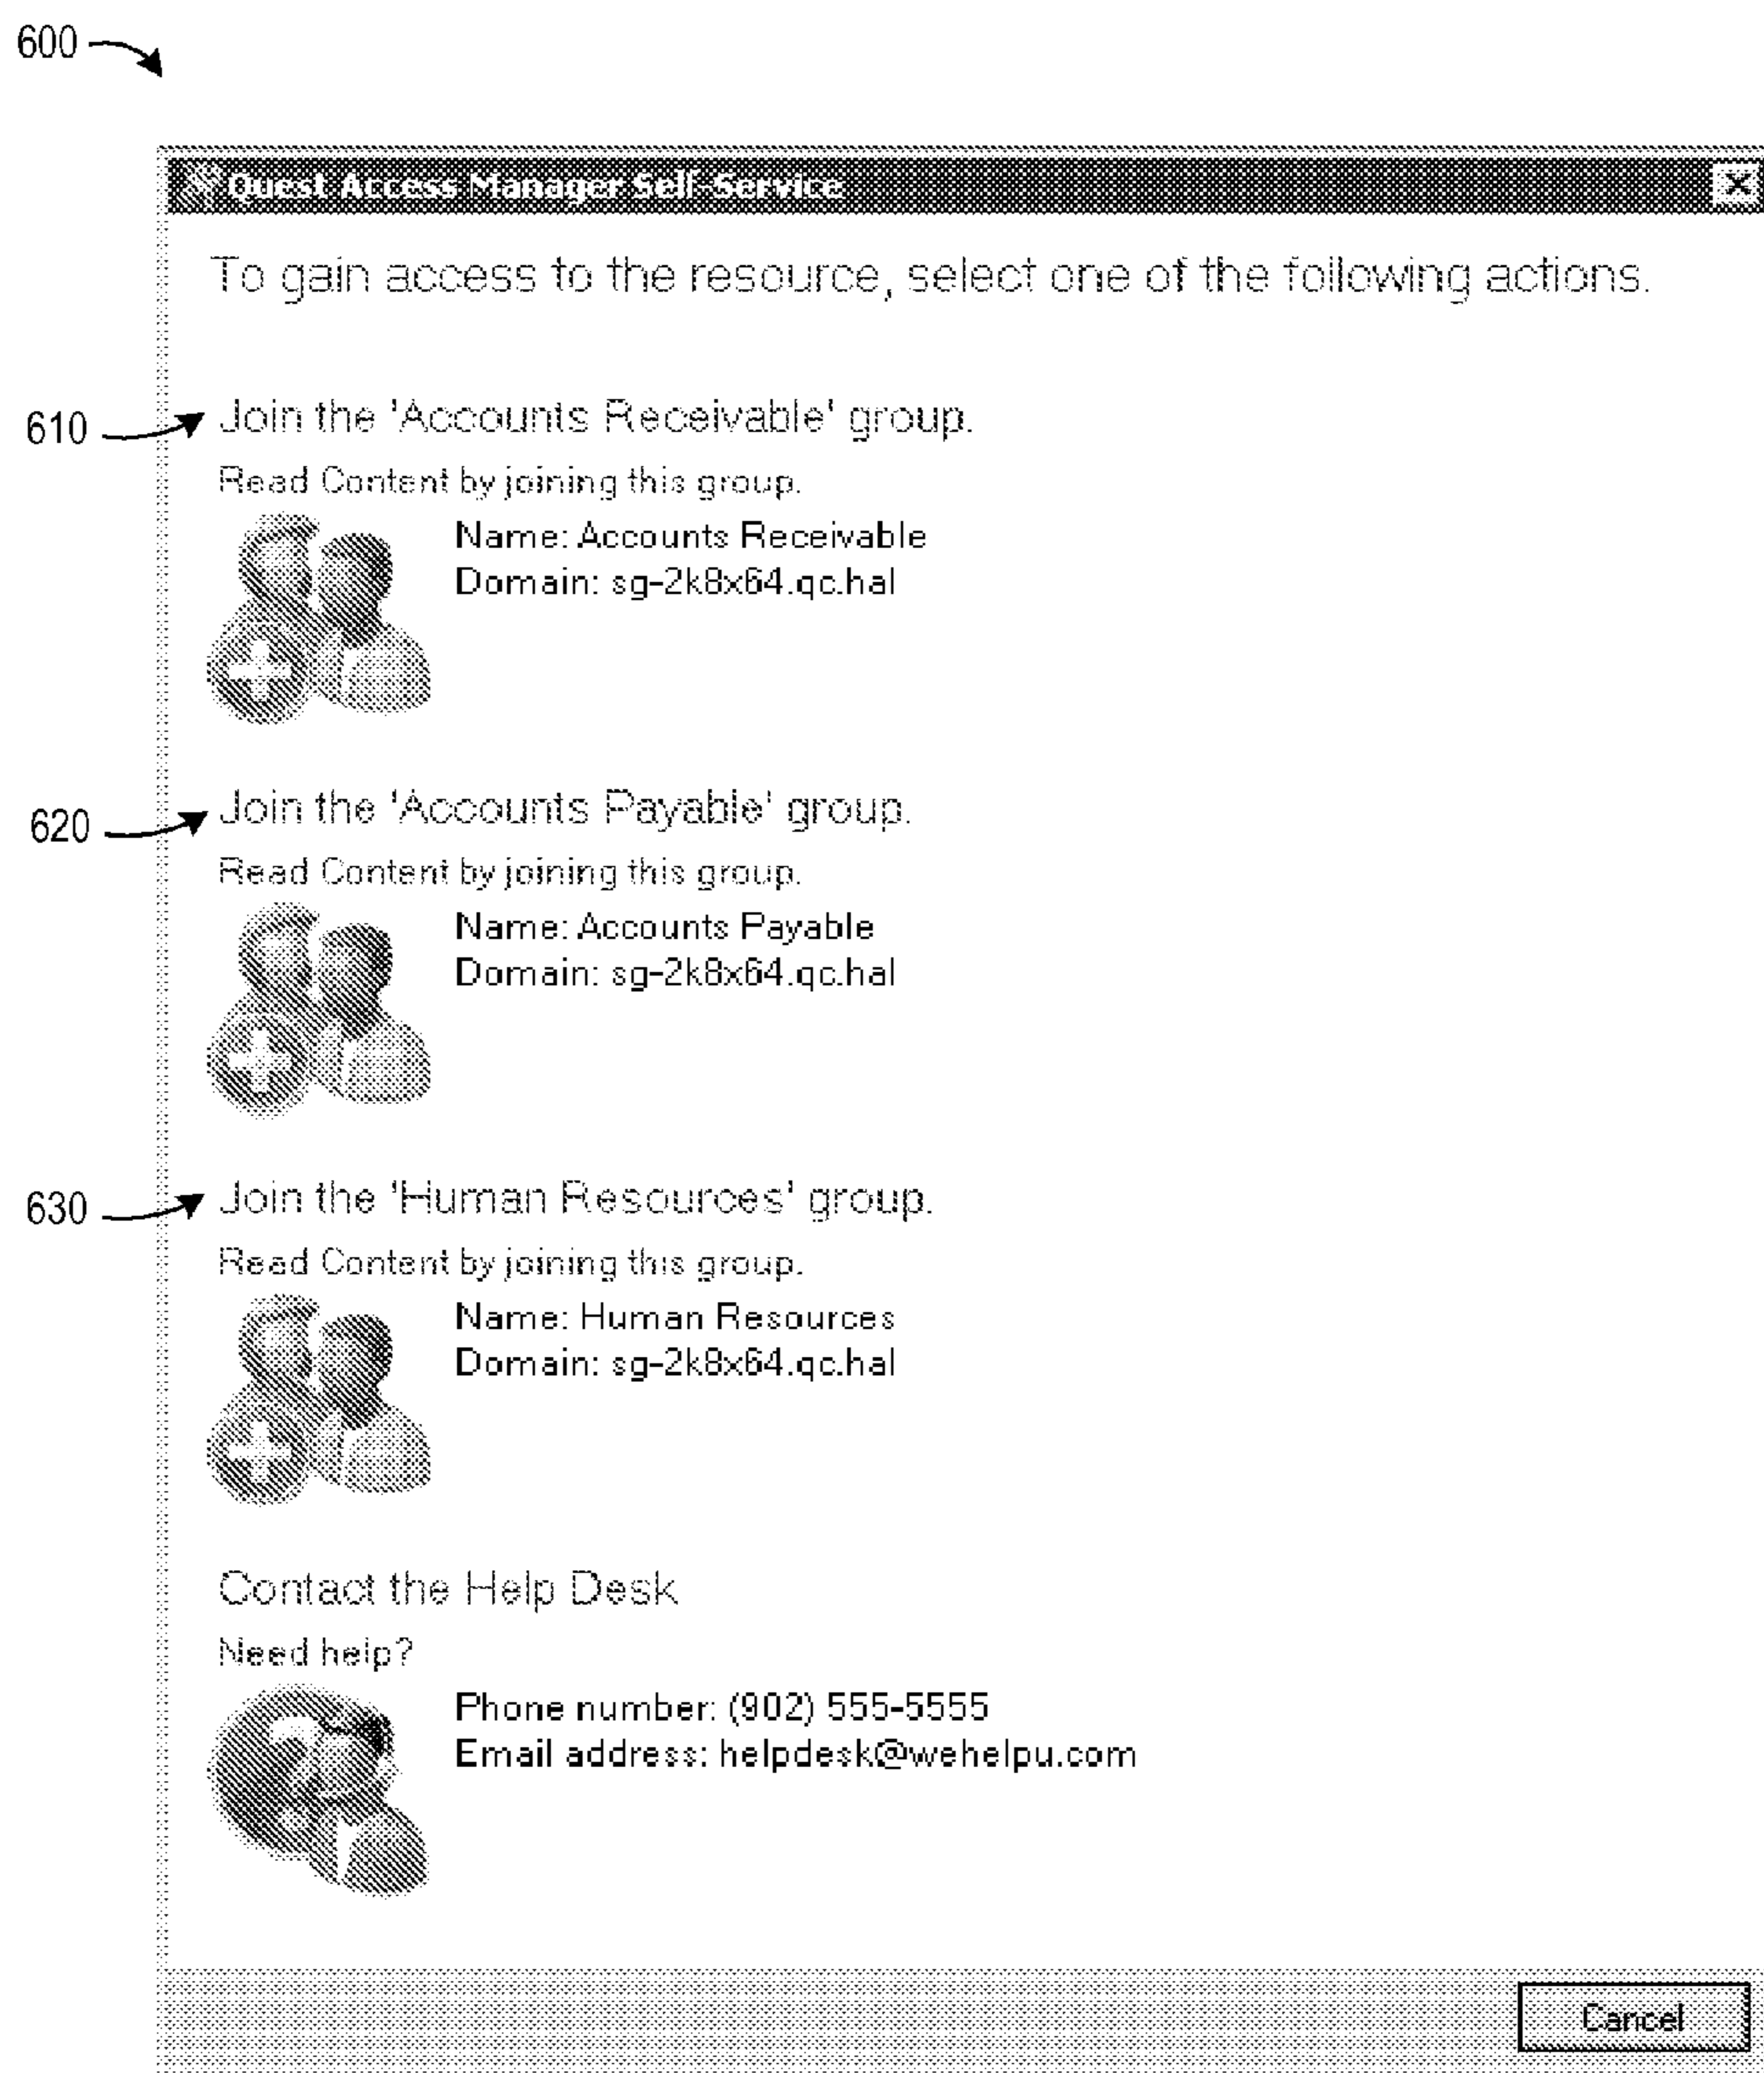 600
Quest Access Manager Self-Service
To gain access to the resource, select one of the following actions.
610
Join the 'Accounts Receivable' group.
Read Content by joining this group.
Name: Accounts Receivable
Domain: sg-2k8x64.qc.hal
620
Join the 'Accounts Payable' group.
Read Content by joining this group.
Name: Accounts Payable
Domain: sg-2k8x64.qc.hal
630
Join the 'Human Resources' group.
Read Content by joining this group.
Name: Human Resources
Domain: sg-2k8x64.qc.hal
Contact the Help Desk
Need help?
Phone number: (902) 555-5555
Email address: helpdesk@wehelpu.com
Cancel